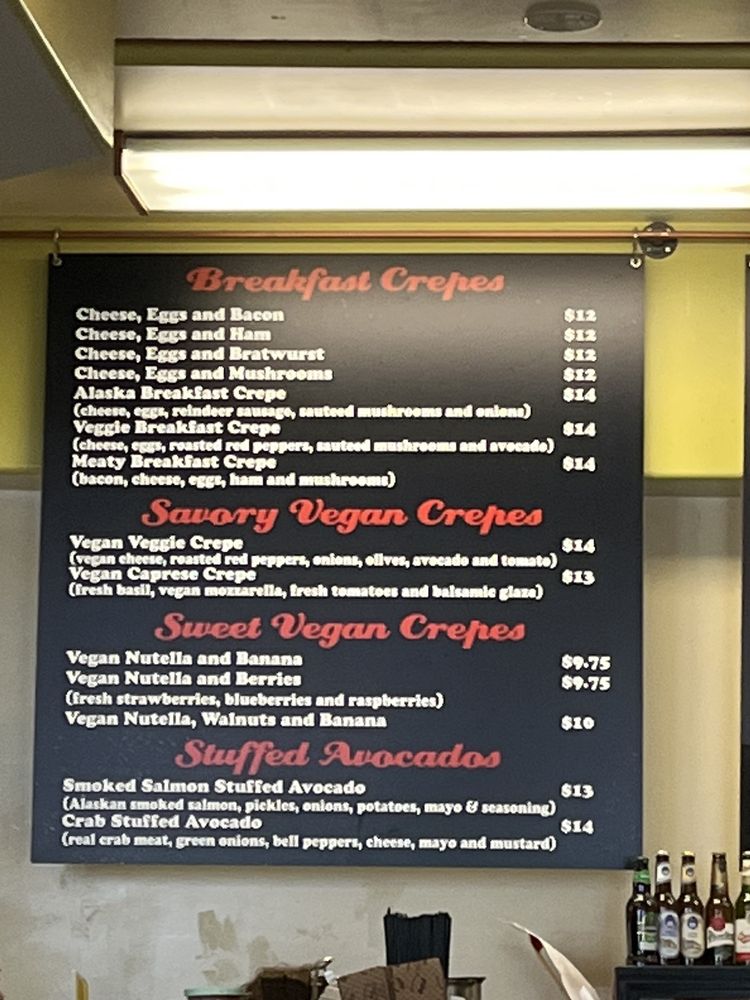 Breakfast Crepes
Cheese, Eggs and Bacon $12
Cheese, Eggs and Ham $12
Cheese, Eggs and Bratwurst $12
Cheese, Eggs and Mushrooms $12
Alaska Breakfast Crepe $14
(cheese, eggs, reindeer sausage, sauteed mushrooms and onions)
Veggie Breakfast Crepe $14
(cheese, eggs, roasted red peppers, sauteed mushrooms and avocado)
Meaty Breakfast Crepe $14
(bacon, cheese, eggs, ham and mushrooms)
Savory Vegan Crepes
Vegan Veggie Crepe $14
(vegan cheese, roasted red peppers, onions, olives, avocado and tomato)
Vegan Caprese Crepe $13
(fresh basil, vegan mozzarella, fresh tomatoes and balsamic glaze)
Sweet Vegan Crepes
Vegan Nutella and Banana $9.75
Vegan Nutella and Berries $9.75
(fresh strawberries, blueberries and raspberries)
Vegan Nutella, Walnuts and Banana $10
Stuffed Avocados
Smoked Salmon Stuffed Avocado $13
(Alaskan smoked salmon, pickles, onions, potatoes, mayo & seasoning)
Crab Stuffed Avocado $14
(real crab meat, green onions, bell peppers, cheese, mayo and mustard)